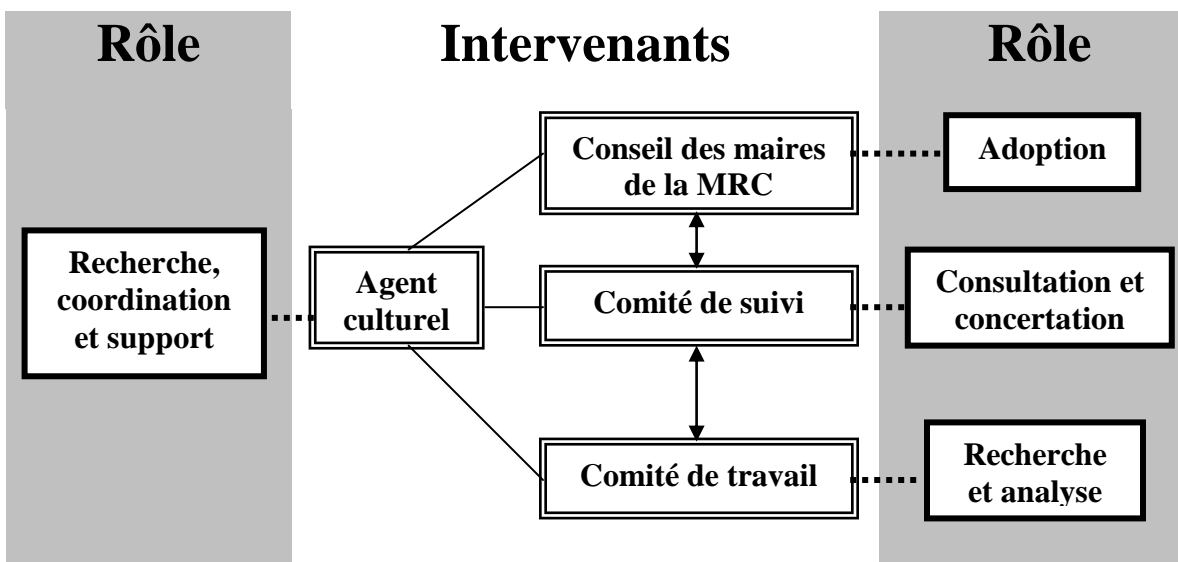 Rôle
Intervenants
Rôle
Conseil des maires
de la MRC
Adoption
Recherche,
coordination
et support
Agent
culturel
Comité de suivi
Consultation et
concertation
Comité de travail
Recherche
et analyse